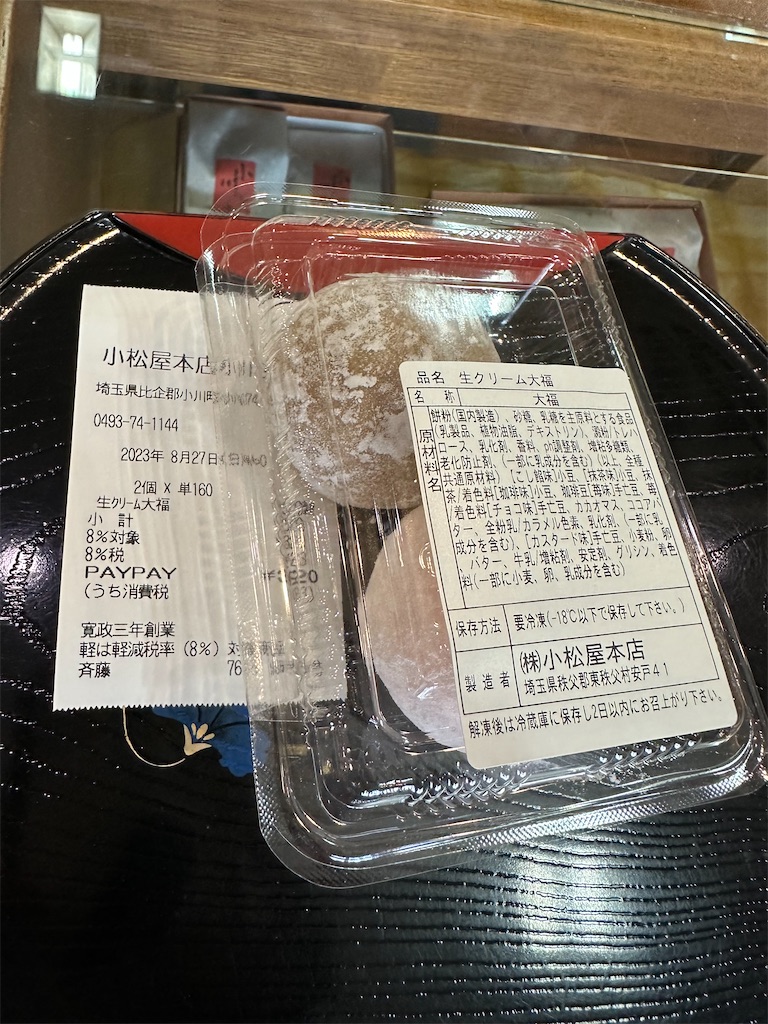 小松屋本店
埼玉県比企郡小川町
0493-74-1144
2023年 8月27日
2個 X 単160
生クリーム大福
小 計
8%対象
8%税
PAYPAY
(うち消費税
寛政三年創業
軽は軽減税率(8%)対
斉藤 76
品名 生クリーム大福
名 称 大福
原材料名
餅粉(国内製造)、砂糖、乳糖を主原料とする食品
(乳製品、植物油脂、デキストリン)、澱粉/トレハ
ロース、乳化剤、香料、pH調整剤、増粘多糖類、
老化防止剤、(一部に乳成分を含む)(以上、全種
共通原材料)[こし餡味]小豆、[抹茶味]小豆、抹
茶/着色料[珈琲味]小豆、珈琲豆[苺味]手亡豆、苺
/着色料[チョコ味]手亡豆、カカオマス、ココアバ
ター、全粉乳/カラメル色素、乳化剤、(一部に乳
成分を含む)、[カスタード味]手亡豆、小麦粉、卵、
バター、牛乳/増粘剤、安定剤、グリシン、着色
料(一部に小麦、卵、乳成分を含む)
保存方法 要冷凍(-18℃以下で保存して下さい。)
製造者 (株)小松屋本店
埼玉県秩父郡東秩父村安戸41
解凍後は冷蔵庫に保存し2日以内にお召上がり下さい。